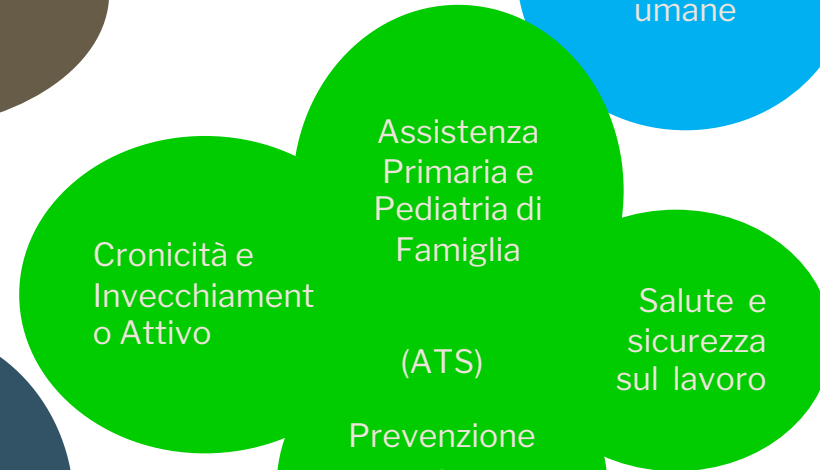 umane
Assistenza
Primaria e
Pediatria di
Famiglia
Cronicità e
Invecchiament
o Attivo
Salute e
sicurezza
sul lavoro
(ATS)
Prevenzione